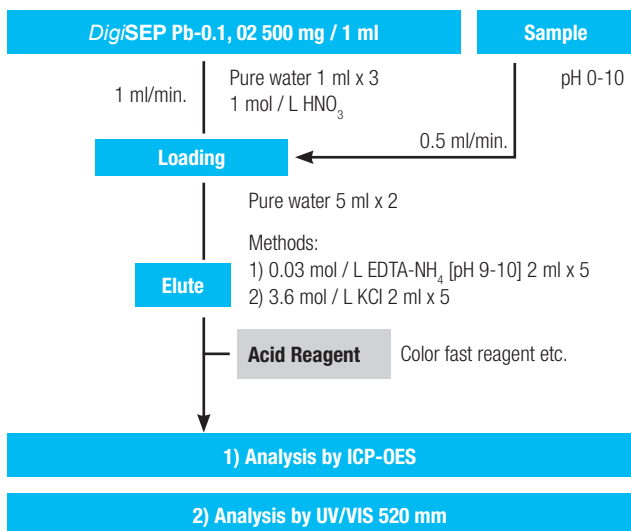 DigiSEP Pb-0.1, 02 500 mg / 1 ml
Sample
1 ml/min.
Pure water 1 ml x 3
1 mol / L HNO₃
pH 0-10
0.5 ml/min.
Loading
Pure water 5 ml x 2
Methods:
1) 0.03 mol / L EDTA-NH₄ [pH 9-10] 2 ml x 5
2) 3.6 mol / L KCl 2 ml x 5
Elute
Acid Reagent
Color fast reagent etc.
1) Analysis by ICP-OES
2) Analysis by UV/VIS 520 mm